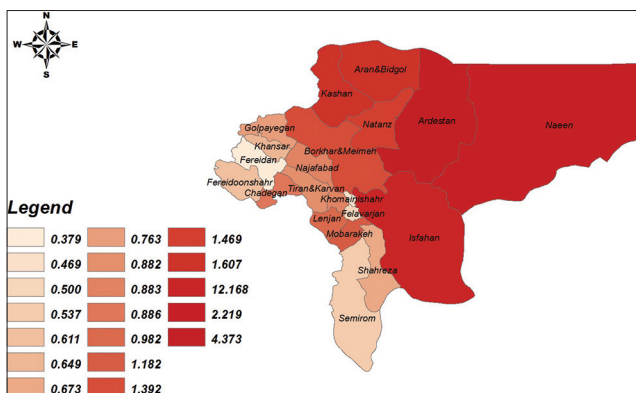 N
W E
S
Aran&Bidgol
Kashan
Ardestan
Naeen
Natanz
Golpayegan
Khansar
Borkhar&Meimeh
Fereidan
Najafabad
Fereidoonshahr
Tiran&Karvan
Chadegan
Khomainishahr
Felavarjan
Lenjan
Mobarakeh
Isfahan
Shahreza
Semirom
Legend
0.379 0.763 1.469
0.469 0.882 1.607
0.500 0.883 12.168
0.537 0.886 2.219
0.611 0.982 4.373
0.649 1.182
0.673 1.392